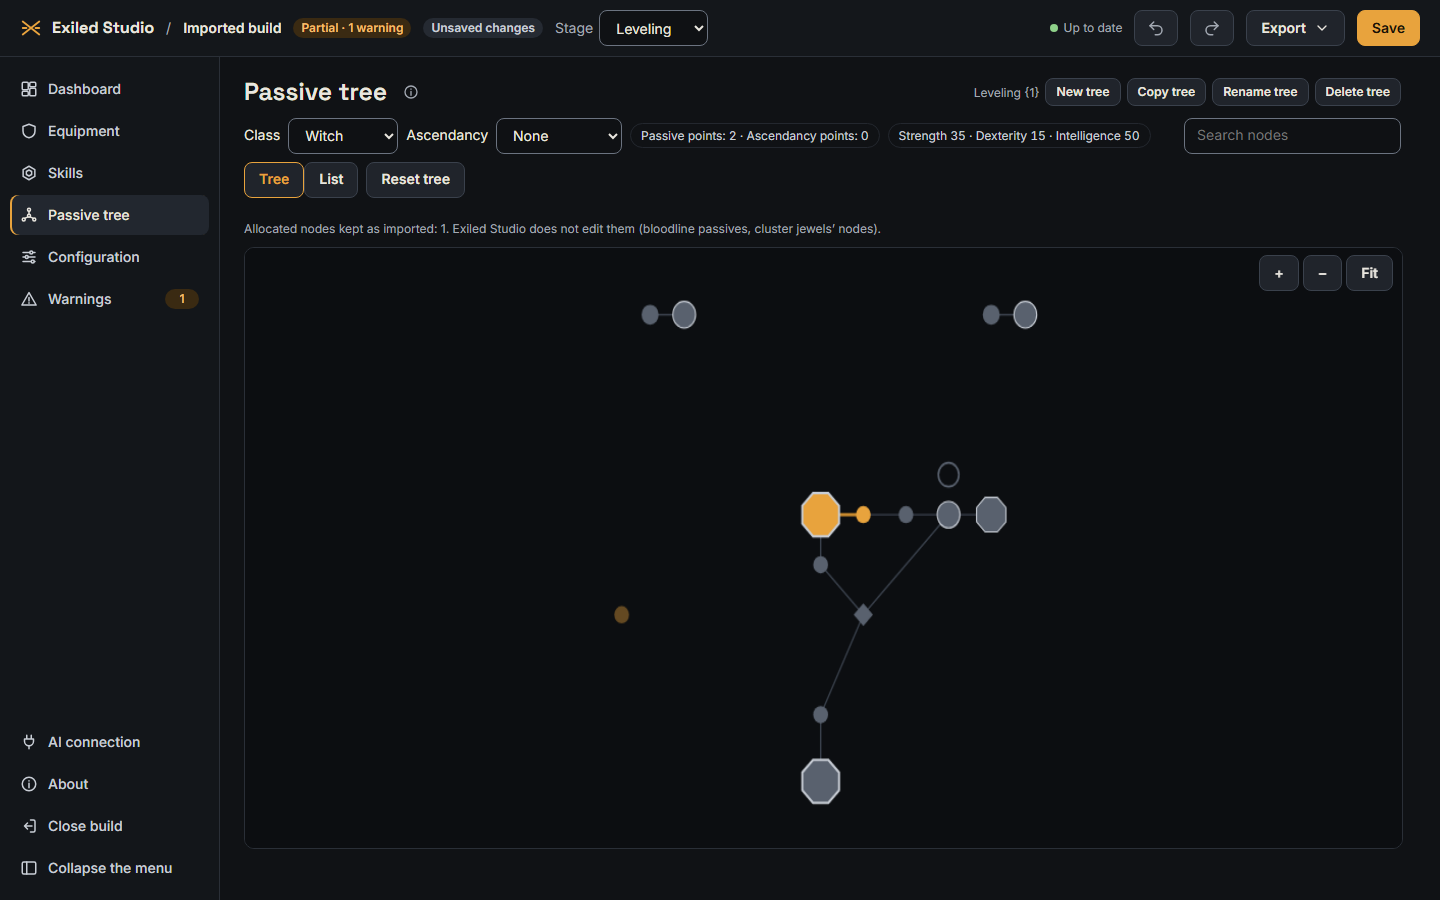 Exiled Studio / Imported build Partial · 1 warning Unsaved changes Stage Leveling Up to date Export Save
Dashboard
Equipment
Skills
Passive tree
Configuration
Warnings 1
AI connection
About
Close build
Collapse the menu
Passive tree Leveling {1} New tree Copy tree Rename tree Delete tree
Class Witch Ascendancy None Passive points: 2 · Ascendancy points: 0 Strength 35 · Dexterity 15 · Intelligence 50 Search nodes
Tree List Reset tree
Allocated nodes kept as imported: 1. Exiled Studio does not edit them (bloodline passives, cluster jewels’ nodes).
+ − Fit